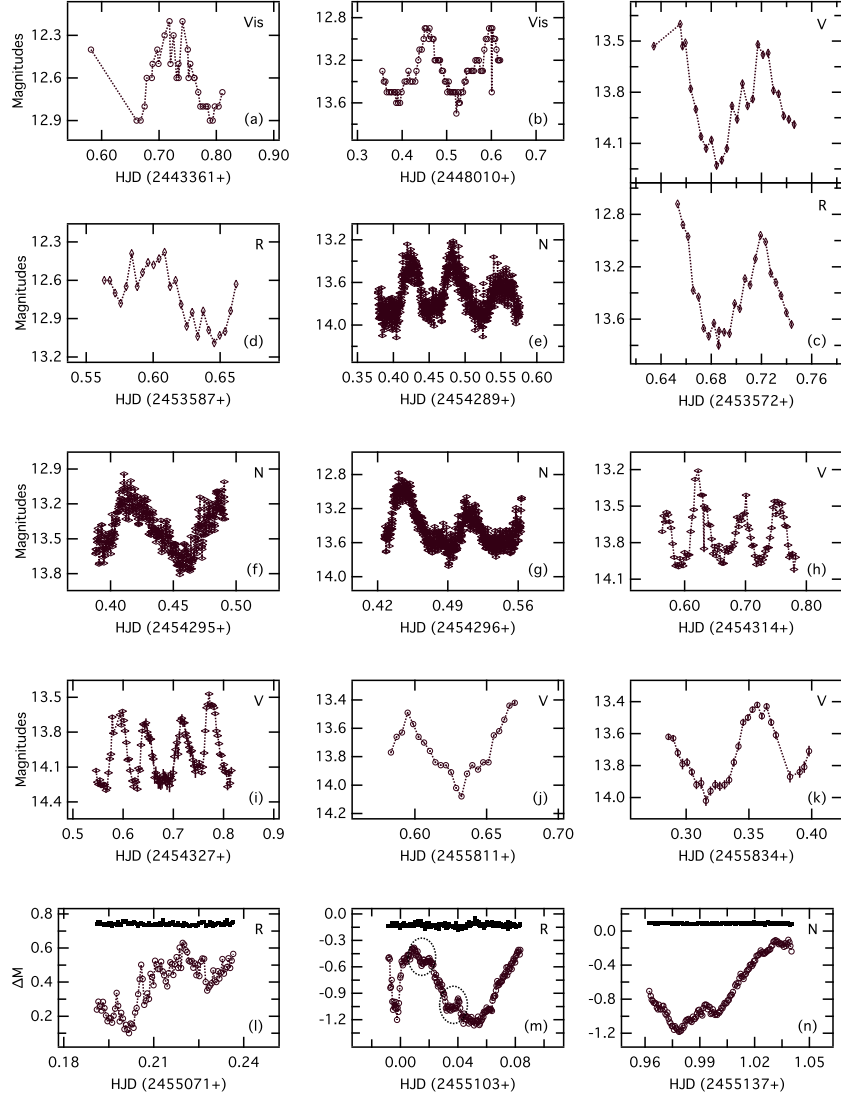 Vis
Magnitudes
12.3
12.6
12.9
(a)
0.60 0.70 0.80 0.90
HJD (2443361+)
Vis
12.8
13.2
13.6
(b)
0.3 0.4 0.5 0.6 0.7
HJD (2448010+)
V
13.5
13.8
14.1
R
12.8
13.2
13.6
(c)
0.64 0.68 0.72 0.76
HJD (2453572+)
R
Magnitudes
12.3
12.6
12.9
13.2
(d)
0.55 0.60 0.65
HJD (2453587+)
N
13.2
13.6
14.0
(e)
0.35 0.40 0.45 0.50 0.55 0.60
HJD (2454289+)
N
Magnitudes
12.9
13.2
13.5
13.8
(f)
0.40 0.45 0.50
HJD (2454295+)
N
12.8
13.2
13.6
14.0
(g)
0.42 0.49 0.56
HJD (2454296+)
V
13.2
13.5
13.8
14.1
(h)
0.60 0.70 0.80
HJD (2454314+)
V
Magnitudes
13.5
13.8
14.1
14.4
(i)
0.5 0.6 0.7 0.8 0.9
HJD (2454327+)
V
13.4
13.6
13.8
14.0
14.2
(j)
0.60 0.65 0.70
HJD (2455811+)
V
13.4
13.6
13.8
14.0
(k)
0.30 0.35 0.40
HJD (2455834+)
R
ΔM
0.8
0.6
0.4
0.2
(l)
0.18 0.21 0.24
HJD (2455071+)
R
0.0
-0.3
-0.6
-0.9
-1.2
(m)
0.00 0.04 0.08
HJD (2455103+)
N
0.0
-0.4
-0.8
-1.2
(n)
0.96 0.99 1.02 1.05
HJD (2455137+)